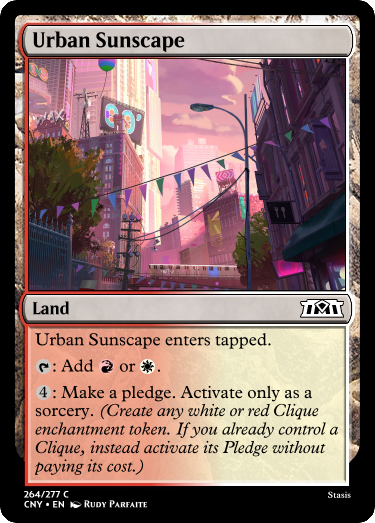 Urban Sunscape
Land
Urban Sunscape enters tapped.
: Add or .
4: Make a pledge. Activate only as a
sorcery. (Create any white or red Clique
enchantment token. If you already control a
Clique, instead activate its Pledge without
paying its cost.)
264/277 C
Stasis
CNY • EN Rudy Parfaite